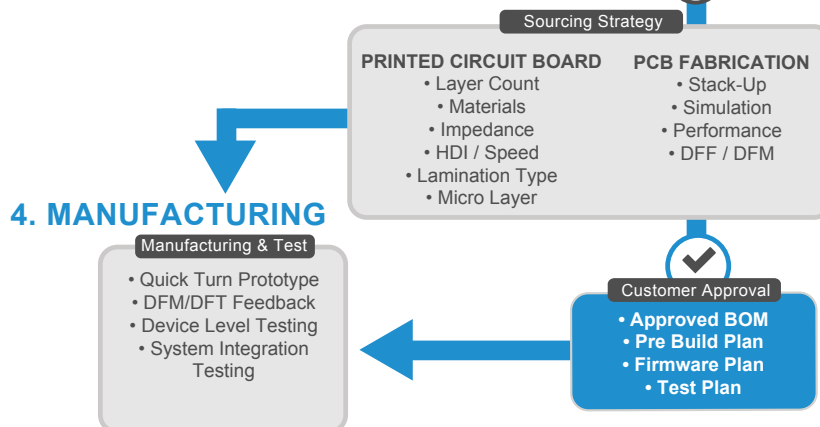 Sourcing Strategy
PRINTED CIRCUIT BOARD
• Layer Count
• Materials
• Impedance
• HDI / Speed
• Lamination Type
• Micro Layer
PCB FABRICATION
• Stack-Up
• Simulation
• Performance
• DFF / DFM
4. MANUFACTURING
Manufacturing & Test
• Quick Turn Prototype
• DFM/DFT Feedback
• Device Level Testing
• System Integration
Testing
Customer Approval
• Approved BOM
• Pre Build Plan
• Firmware Plan
• Test Plan